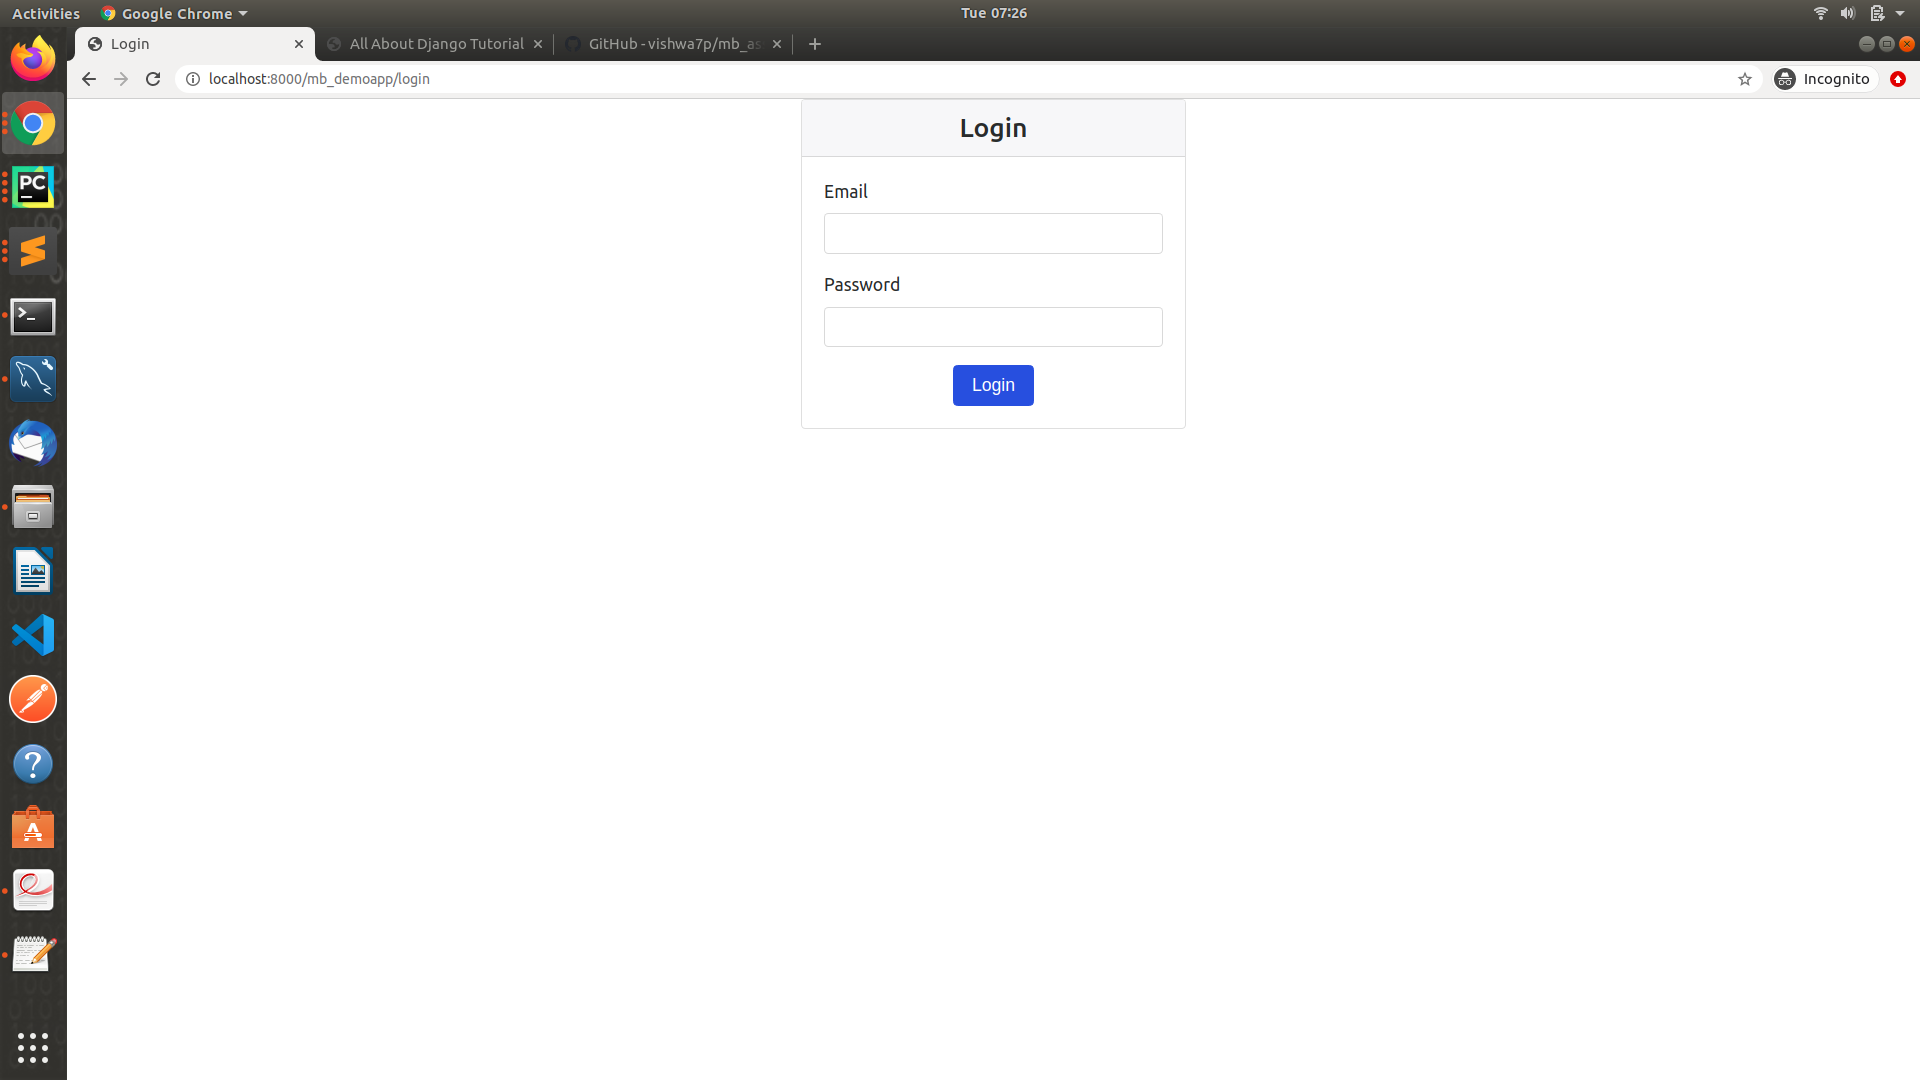 Activities
Google Chrome
Tue 07:26
Login
All About Django Tutorial
GitHub - vishwa7p/mb_as
localhost:8000/mb_demoapp/login
Incognito
PC
Login
Email
Password
Login